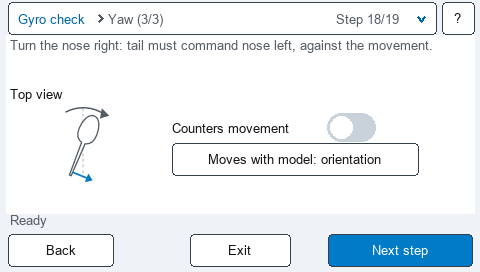 Gyro check > Yaw (3/3) Step 18/19 ?
Turn the nose right: tail must command nose left, against the movement.
Top view
Counters movement
Moves with model: orientation
Ready
Back Exit Next step